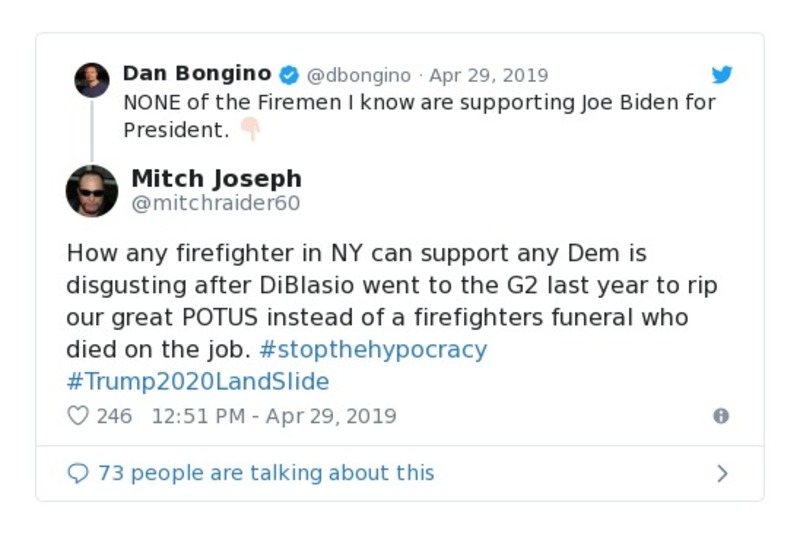 Dan Bongino @dbongino · Apr 29, 2019
NONE of the Firemen I know are supporting Joe Biden for
President. 👇🏻
Mitch Joseph
@mitchraider60
How any firefighter in NY can support any Dem is
disgusting after DiBlasio went to the G2 last year to rip
our great POTUS instead of a firefighters funeral who
died on the job. #stopthehypocracy
#Trump2020LandSlide
246 12:51 PM - Apr 29, 2019
73 people are talking about this